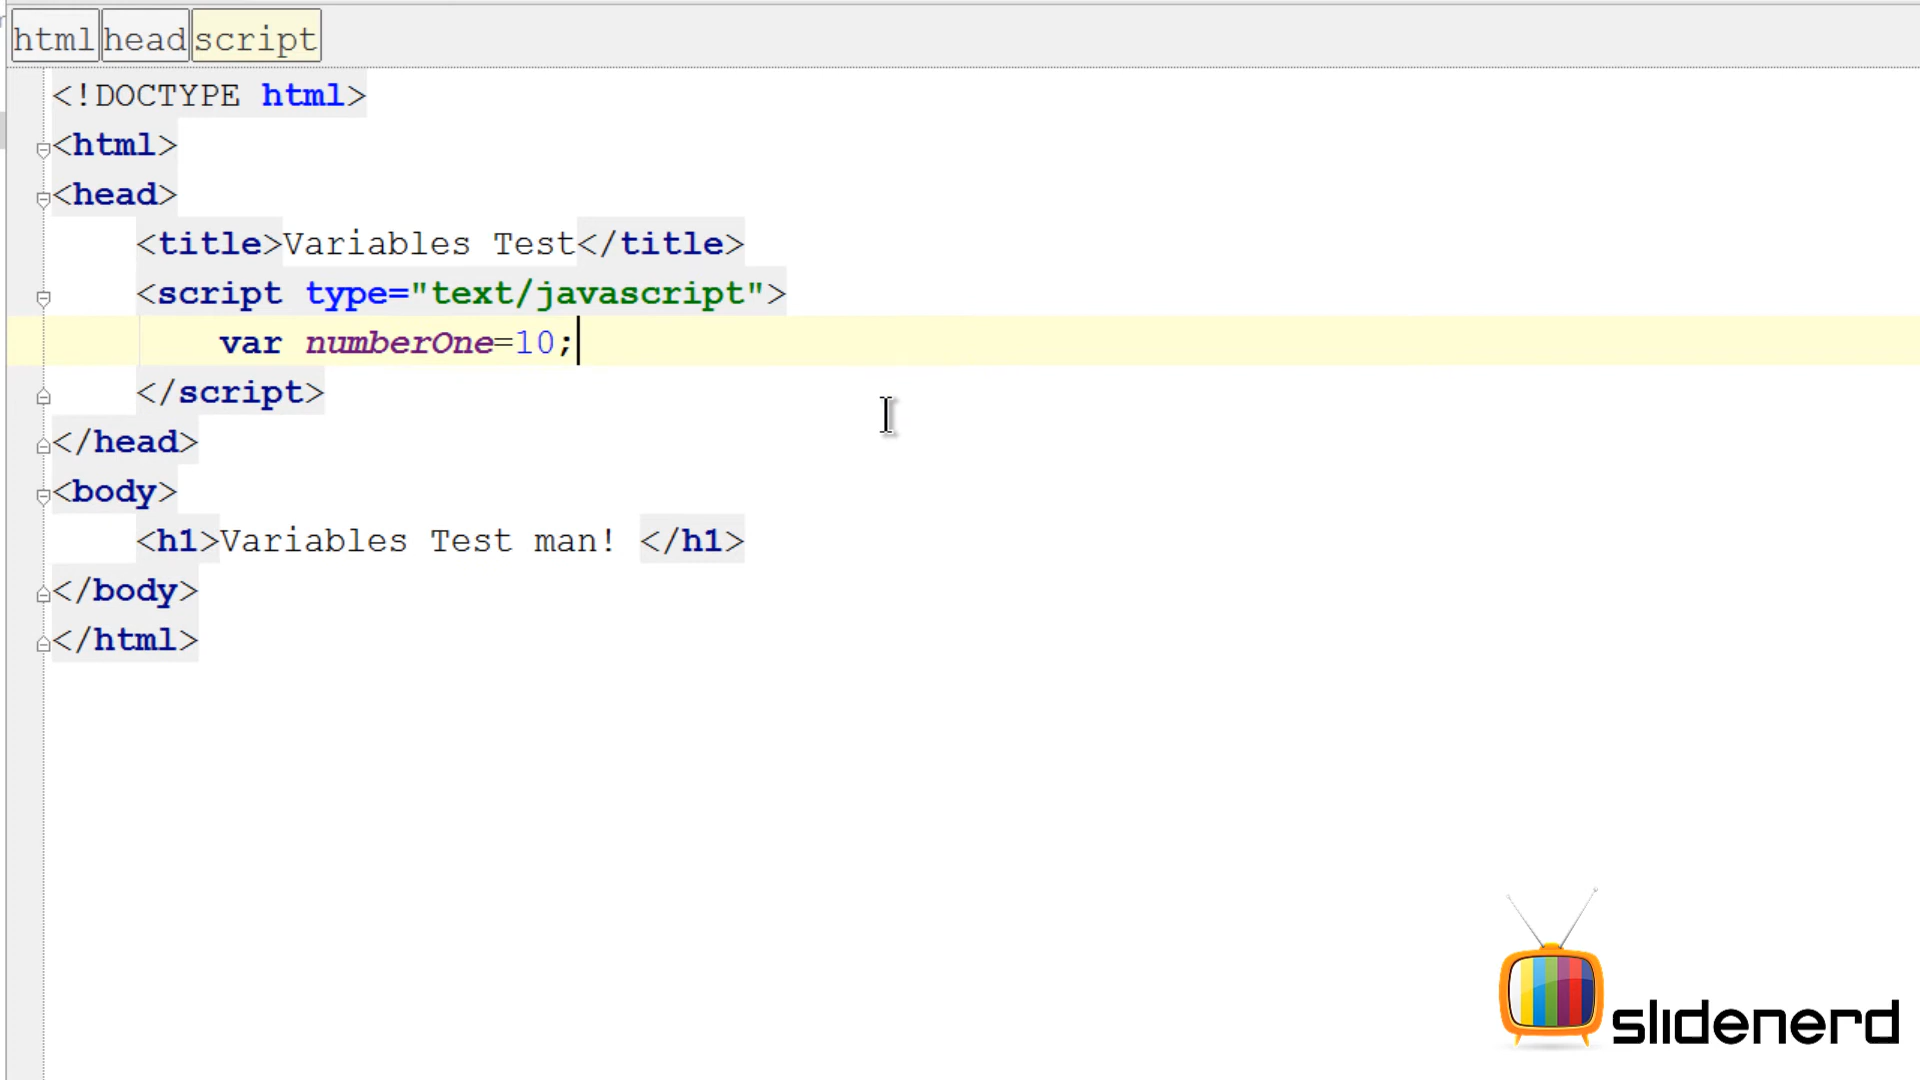 html head script
<!DOCTYPE html>
<html>
<head>
    <title>Variables Test</title>
    <script type="text/javascript">
        var numberOne=10;
    </script>
</head>
<body>
    <h1>Variables Test man! </h1>
</body>
</html>
slidenerd